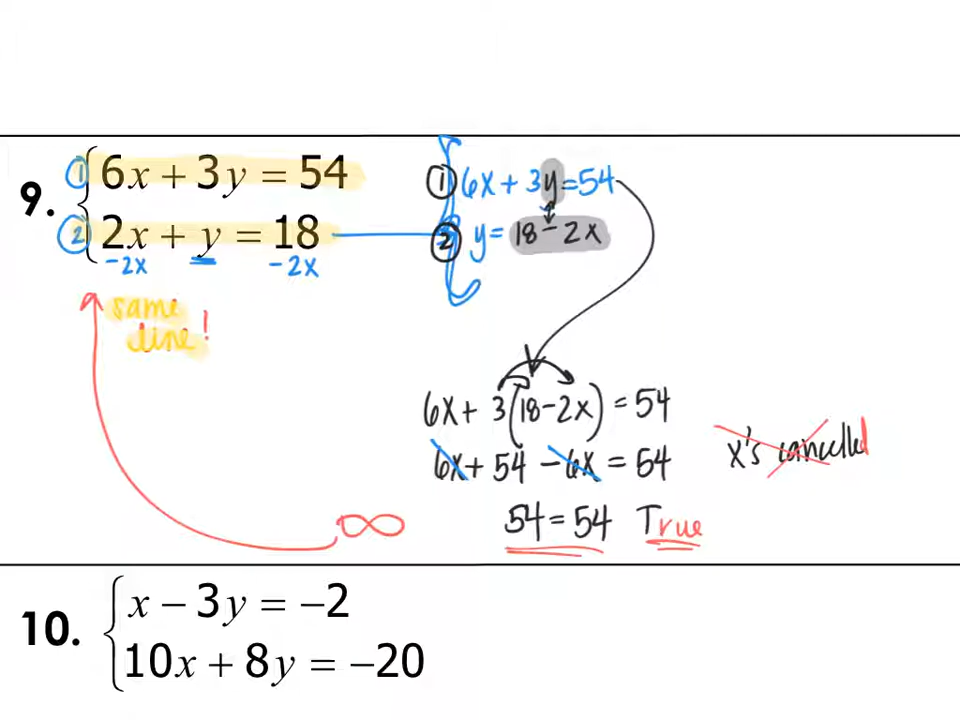 9.
① 6x + 3y = 54
② 2x + y = 18
-2x -2x
same
line!
① 6x + 3y = 54
② y = 18 - 2x
6x + 3(18 - 2x) = 54
6x + 54 - 6x = 54
x's cancelled
54 = 54 True
∞
10.
x − 3y = −2
10x + 8y = −20